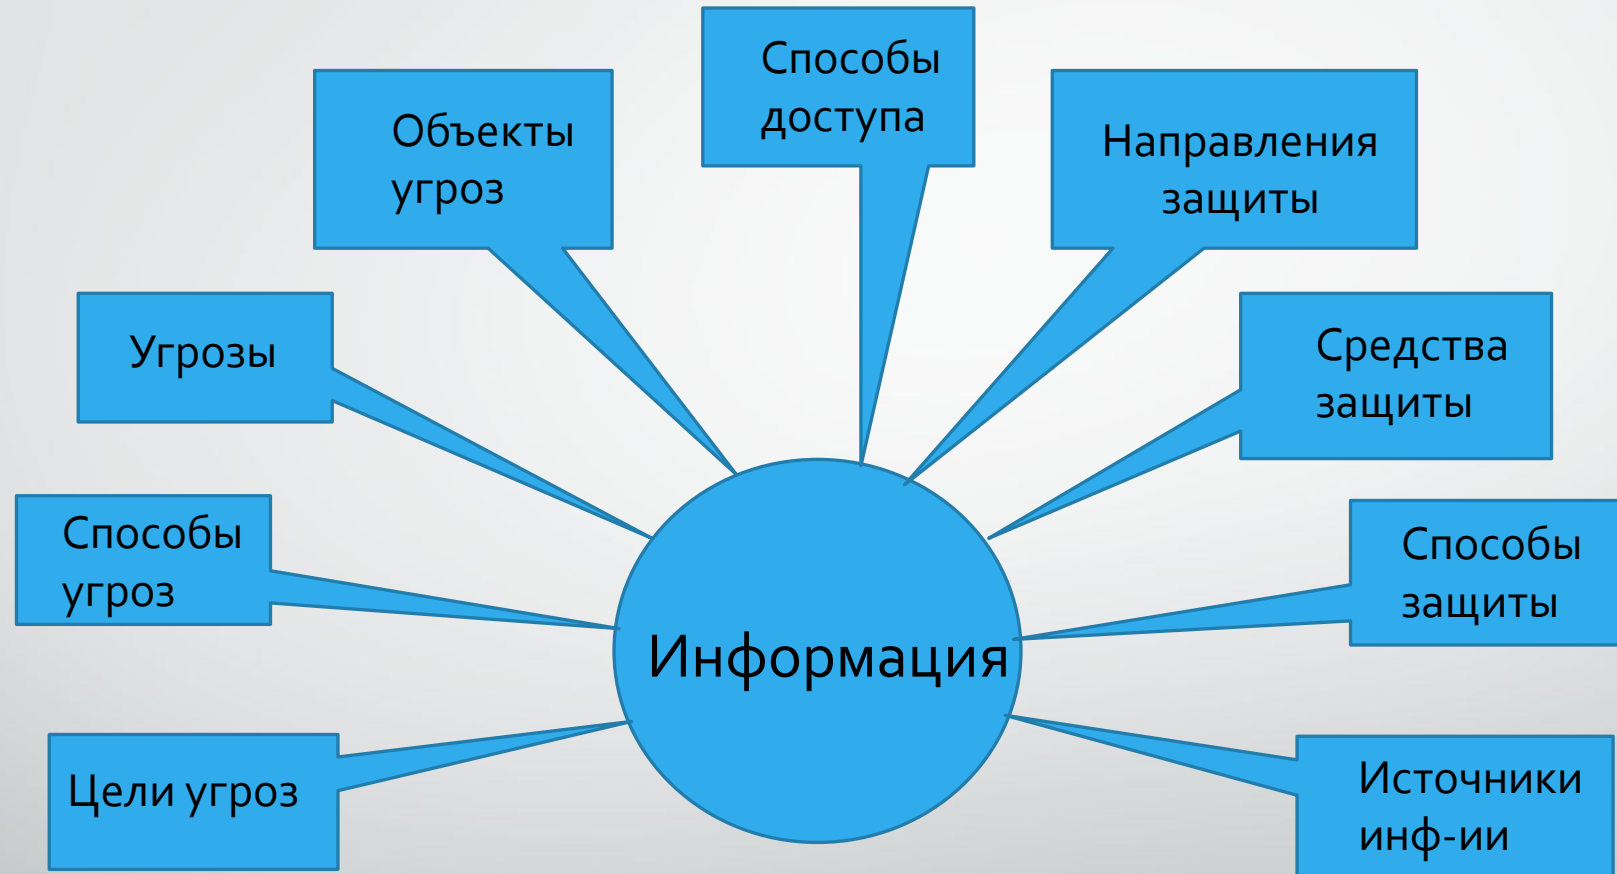 Способы
доступа
Объекты
угроз
Направления
защиты
Угрозы
Средства
защиты
Способы
угроз
Способы
защиты
Информация
Цели угроз
Источники
инф-ии